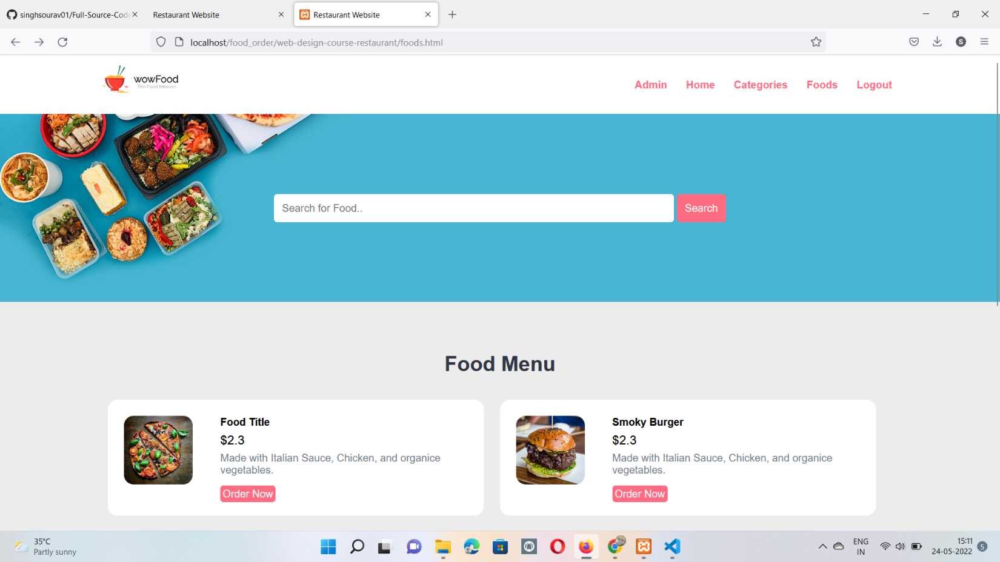 singhsourav01/Full-Source-Cod
Restaurant Website
Restaurant Website
localhost/food_order/web-design-course-restaurant/foods.html
S
wowFood
The Food Heaven
Admin
Home
Categories
Foods
Logout
Search for Food..
Search
Food Menu
Food Title
$2.3
Made with Italian Sauce, Chicken, and organice
vegetables.
Order Now
Smoky Burger
$2.3
Made with Italian Sauce, Chicken, and organice
vegetables.
Order Now
35°C
Partly sunny
ENG
IN
15:11
24-05-2022
5